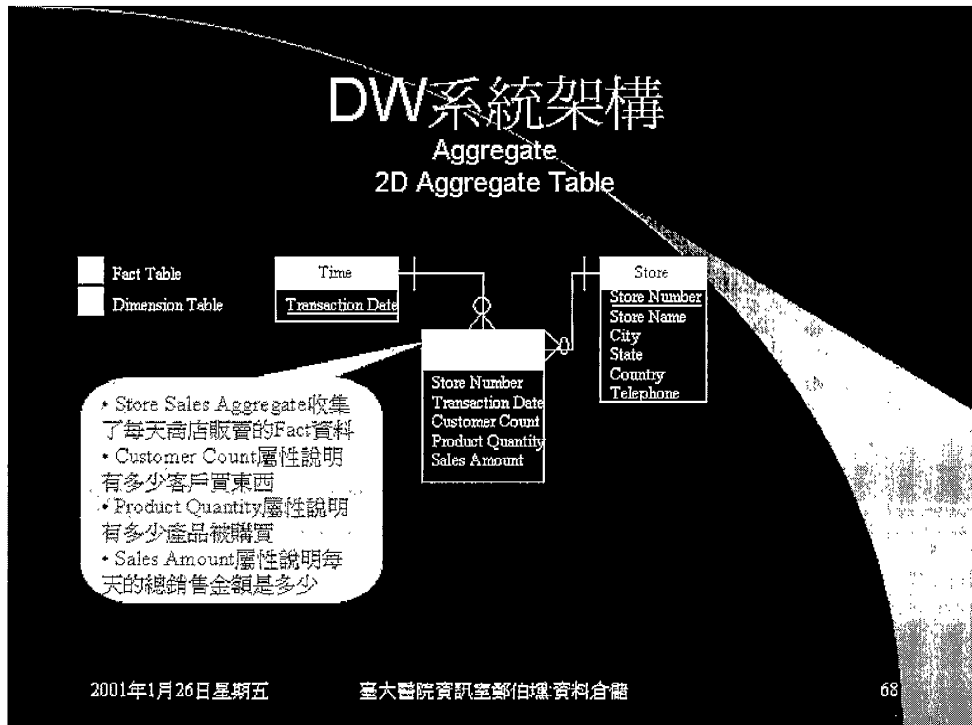 DW系統架構
Aggregate
2D Aggregate Table
Fact Table
Dimension Table
Time
Transaction Date
Store
Store Number
Store Name
City
State
Country
Telephone
Store Number
Transaction Date
Customer Count
Product Quantity
Sales Amount
• Store Sales Aggregate收集
了每天商店販賣的Fact資料
• Customer Count屬性說明
有多少客戶買東西
• Product Quantity屬性說明
有多少產品被購買
• Sales Amount屬性說明每
天的總銷售金額是多少
2001年1月26日星期五
臺大醫院資訊室鄭伯壎:資料倉儲
68